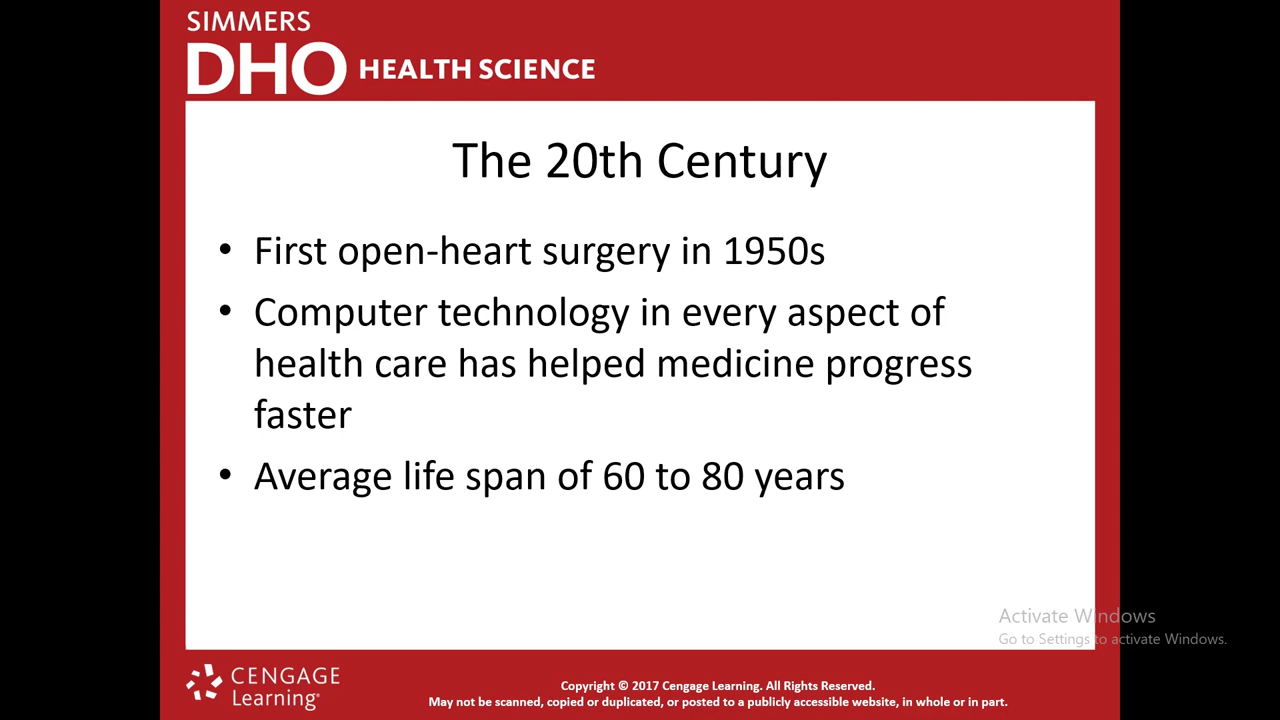 SIMMERS
DHO HEALTH SCIENCE
The 20th Century
• First open-heart surgery in 1950s
• Computer technology in every aspect of
health care has helped medicine progress
faster
• Average life span of 60 to 80 years
Activate Windows
Go to Settings to activate Windows.
CENGAGE
Learning®
Copyright © 2017 Cengage Learning. All Rights Reserved.
May not be scanned, copied or duplicated, or posted to a publicly accessible website, in whole or in part.